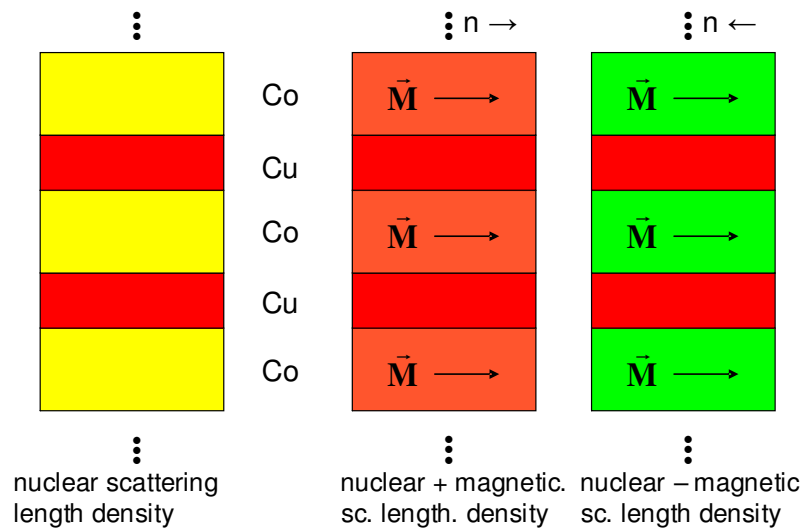 n →
n ←
Co
Cu
Co
Cu
Co
M
M
M
M
M
M
nuclear scattering
length density
nuclear + magnetic.
sc. length. density
nuclear – magnetic
sc. length density